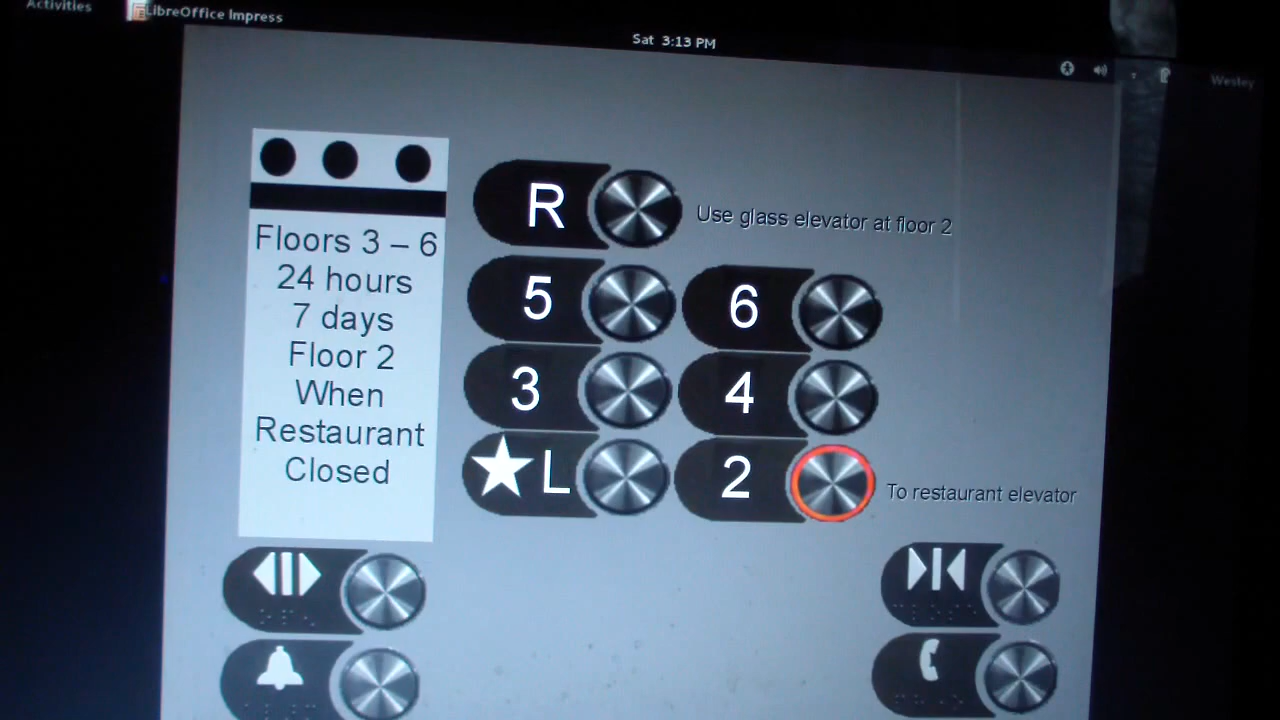 Activities
LibreOffice Impress
Sat 3:13 PM
Wesley
Floors 3 – 6
24 hours
7 days
Floor 2
When
Restaurant
Closed
R
Use glass elevator at floor 2
5
6
3
4
★L
2
To restaurant elevator